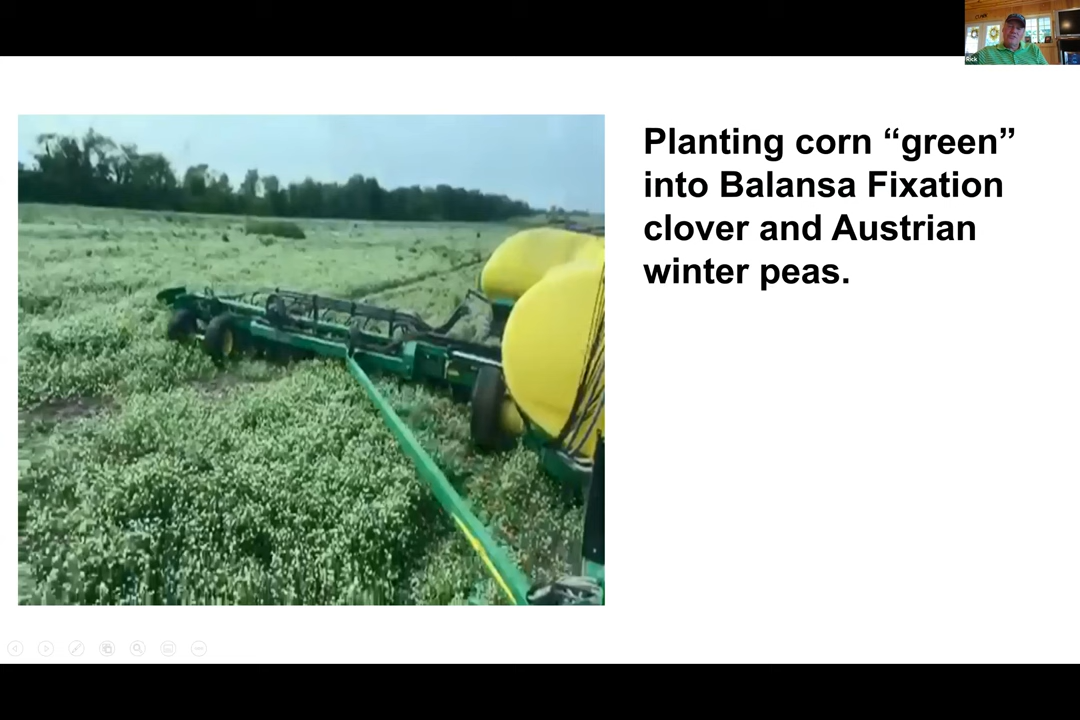 Rick
Planting corn “green”
into Balansa Fixation
clover and Austrian
winter peas.